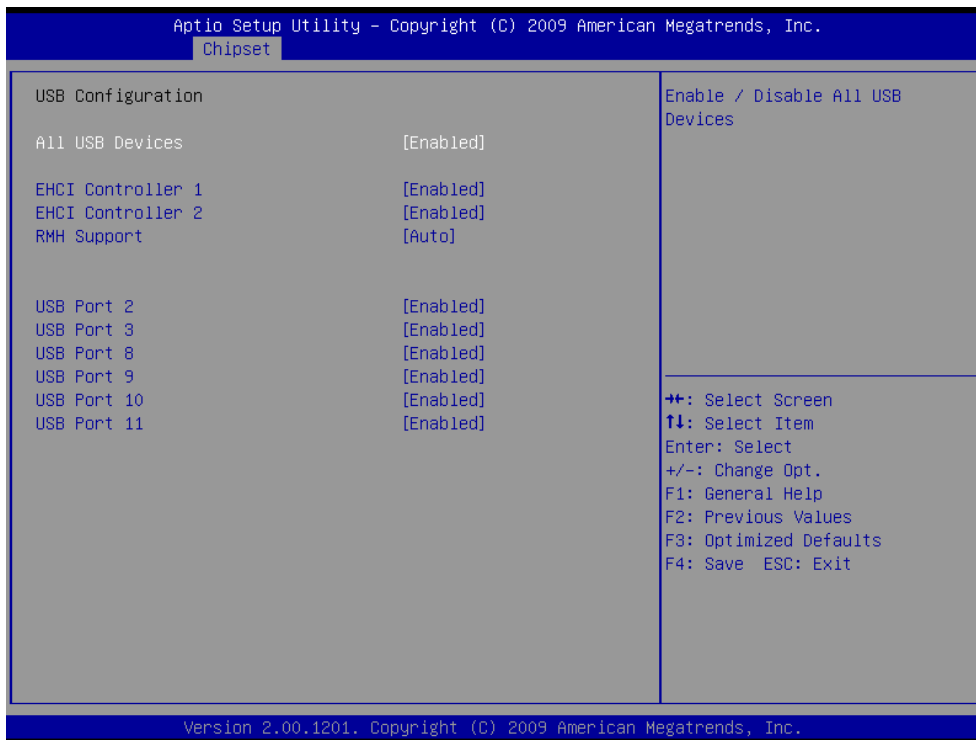 Aptio Setup Utility – Copyright (C) 2009 American Megatrends, Inc.
Chipset
USB Configuration
All USB Devices [Enabled]
EHCI Controller 1 [Enabled]
EHCI Controller 2 [Enabled]
RMH Support [Auto]
USB Port 2 [Enabled]
USB Port 3 [Enabled]
USB Port 8 [Enabled]
USB Port 9 [Enabled]
USB Port 10 [Enabled]
USB Port 11 [Enabled]
Enable / Disable All USB
Devices
→←: Select Screen
↑↓: Select Item
Enter: Select
+/-: Change Opt.
F1: General Help
F2: Previous Values
F3: Optimized Defaults
F4: Save  ESC: Exit
Version 2.00.1201. Copyright (C) 2009 American Megatrends, Inc.